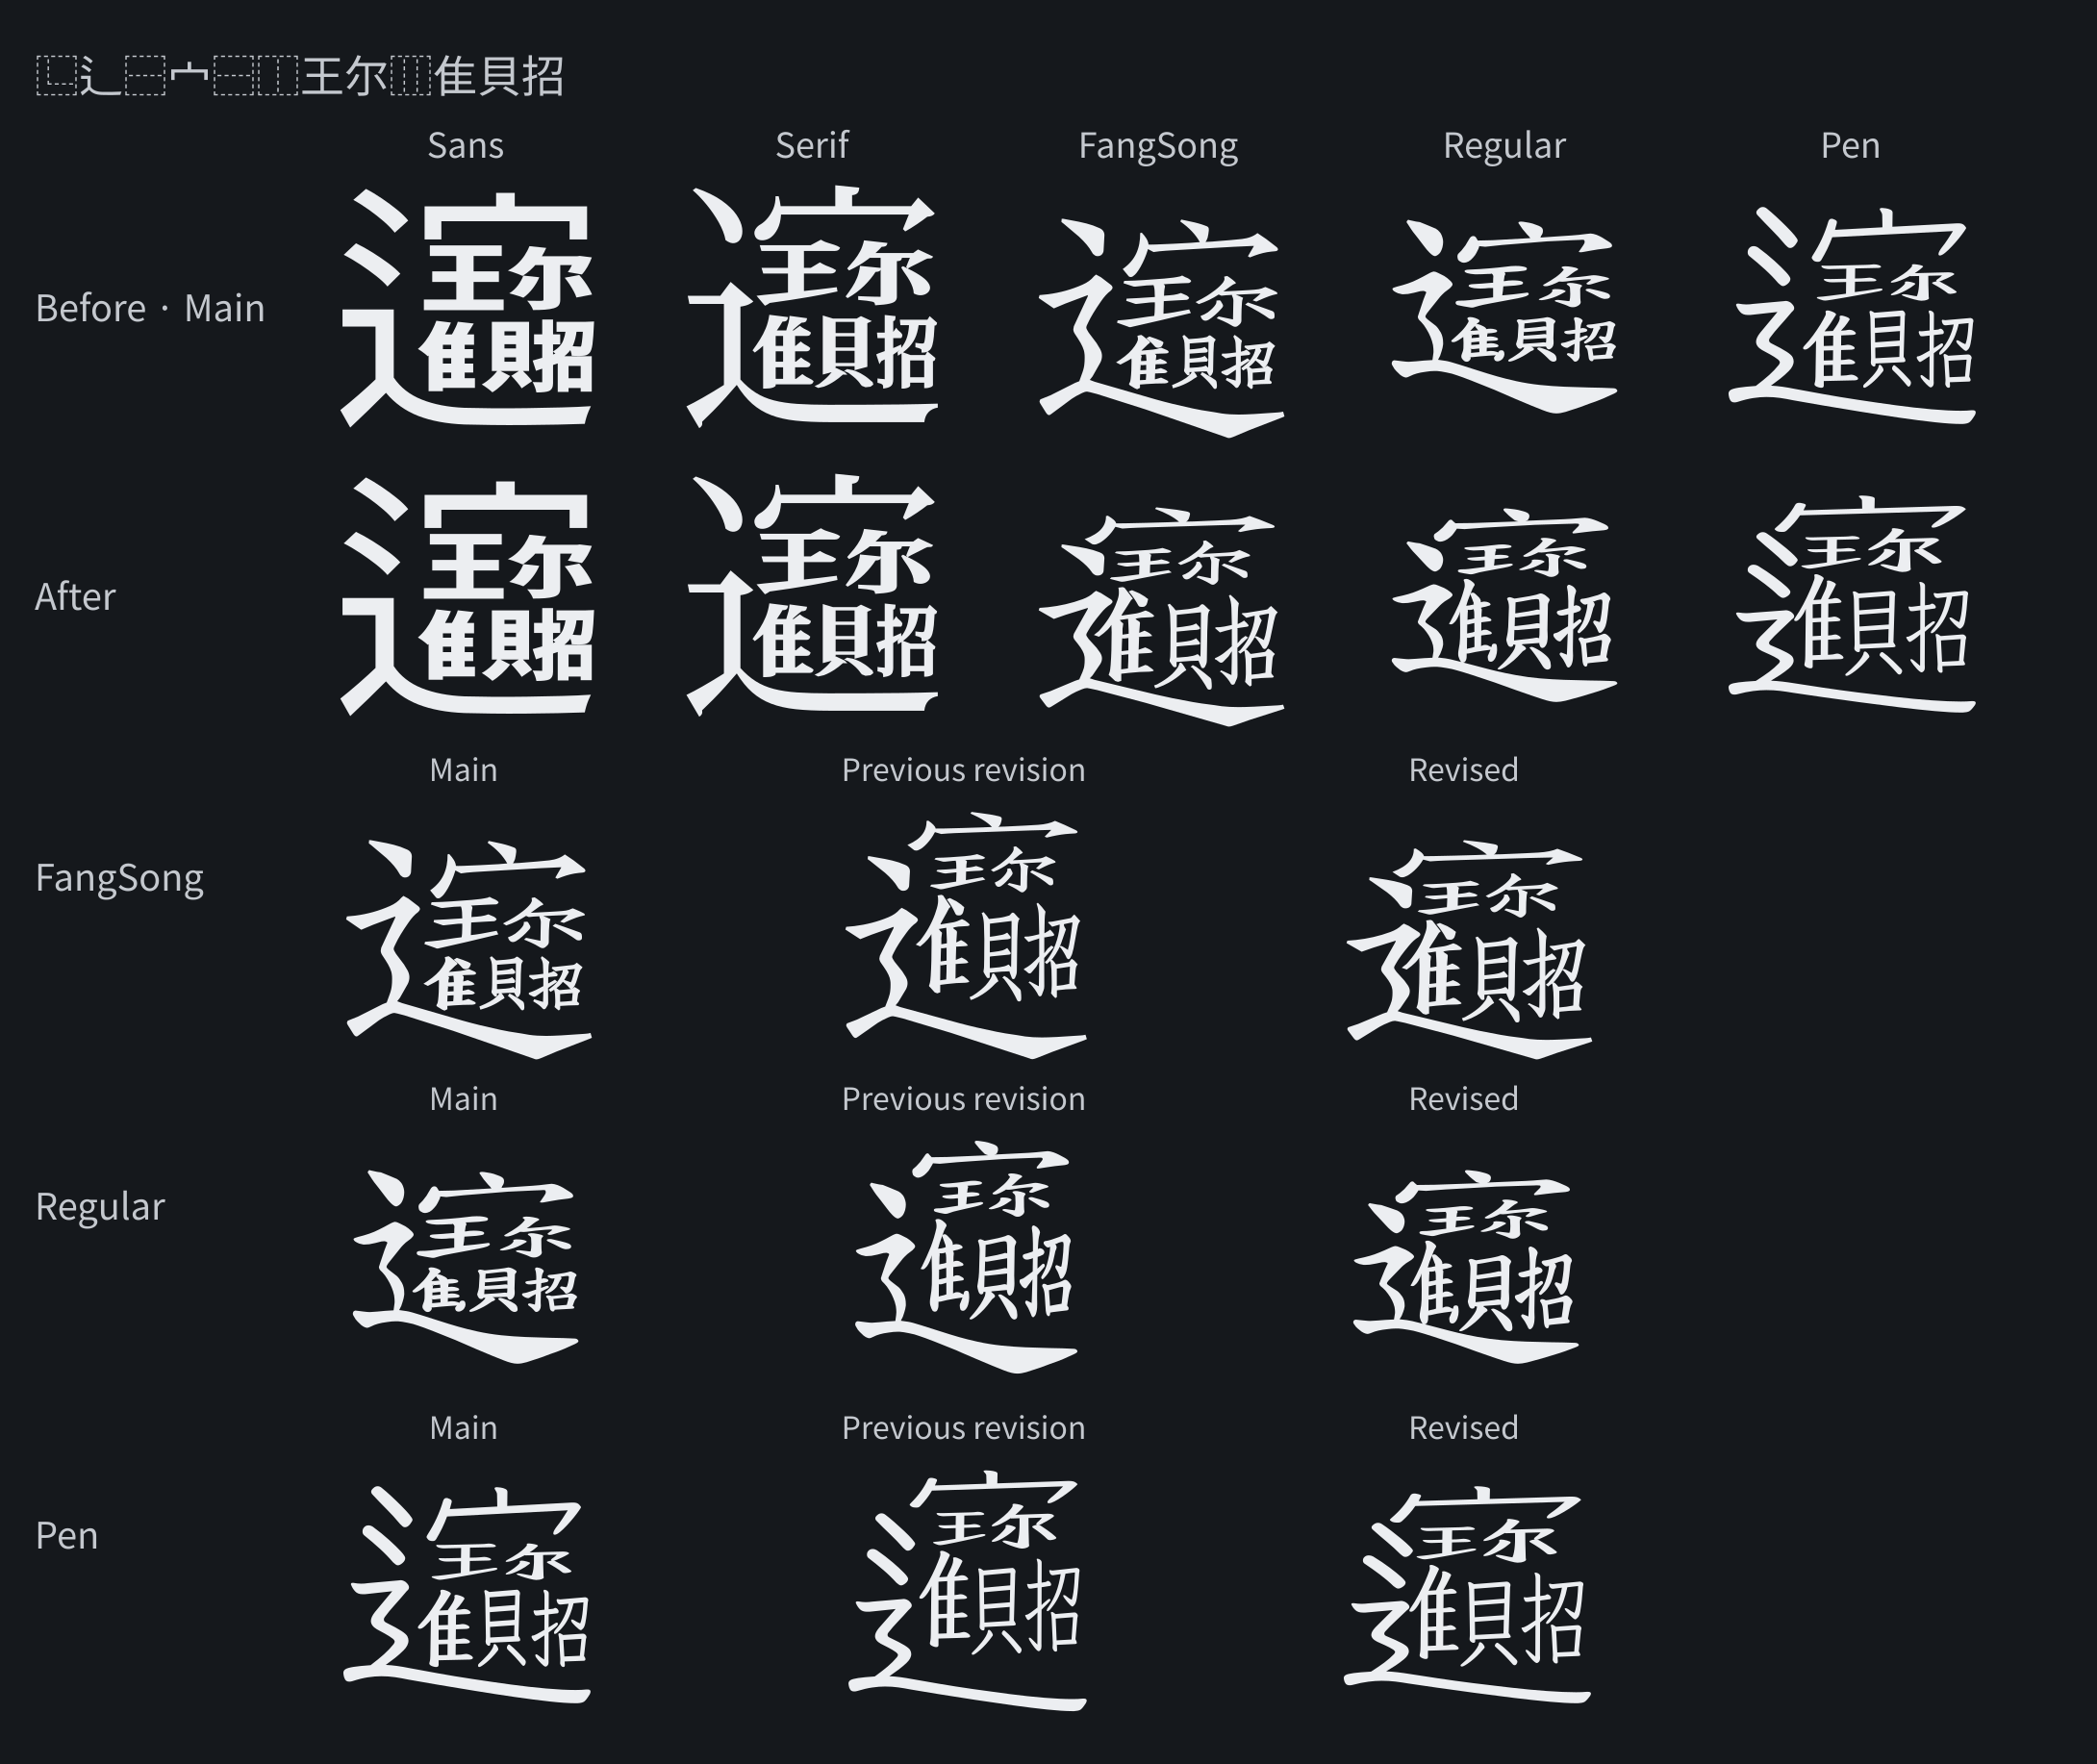 ⿺辶⿱宀⿱⿰王尔⿲隹貝招
Sans Serif FangSong Regular Pen
Before · Main
After
Main Previous revision Revised
FangSong
Main Previous revision Revised
Regular
Main Previous revision Revised
Pen